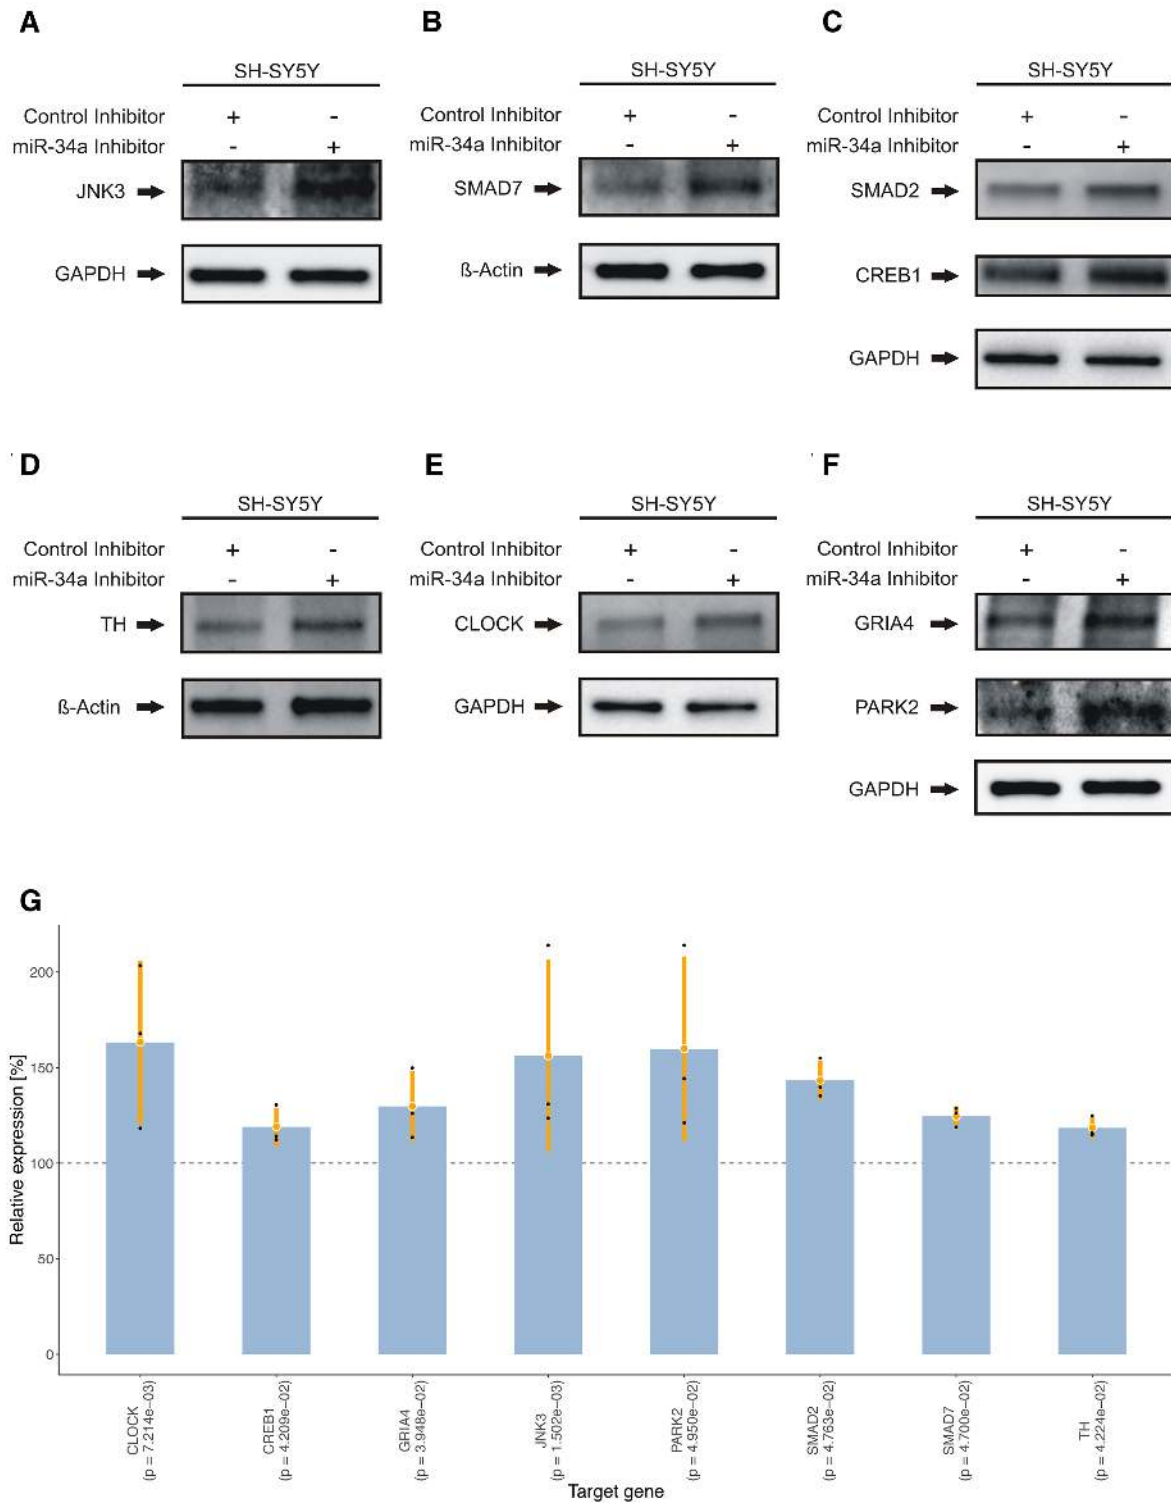 A
SH-SY5Y
Control Inhibitor + -
miR-34a Inhibitor - +
JNK3
GAPDH
B
SH-SY5Y
Control Inhibitor + -
miR-34a Inhibitor - +
SMAD7
ß-Actin
C
SH-SY5Y
Control Inhibitor + -
miR-34a Inhibitor - +
SMAD2
CREB1
GAPDH
D
SH-SY5Y
Control Inhibitor + -
miR-34a Inhibitor - +
TH
ß-Actin
E
SH-SY5Y
Control Inhibitor + -
miR-34a Inhibitor - +
CLOCK
GAPDH
F
SH-SY5Y
Control Inhibitor + -
miR-34a Inhibitor - +
GRIA4
PARK2
GAPDH
G
Relative expression [%]
200
150
100
50
0
CLOCK
(p = 7.214e−03)
CREB1
(p = 4.209e−02)
GRIA4
(p = 3.948e−02)
JNK3
(p = 1.502e−03)
PARK2
(p = 4.950e−02)
SMAD2
(p = 4.763e−02)
SMAD7
(p = 4.700e−02)
TH
(p = 4.224e−02)
Target gene